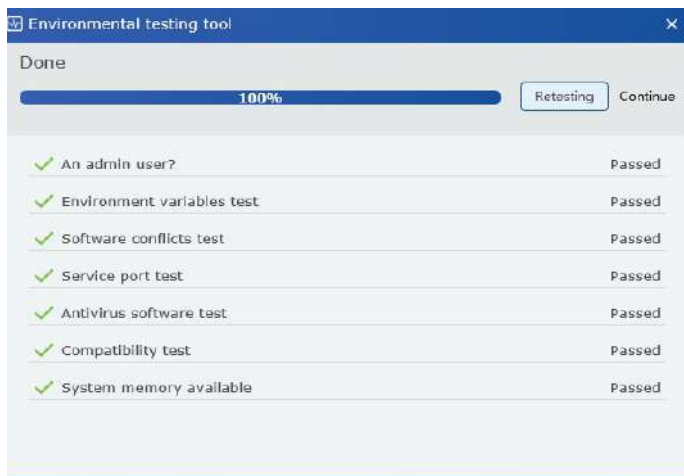 Environmental testing tool
Done
100% Retesting Continue
An admin user? Passed
Environment variables test Passed
Software conflicts test Passed
Service port test Passed
Antivirus software test Passed
Compatibility test Passed
System memory available Passed